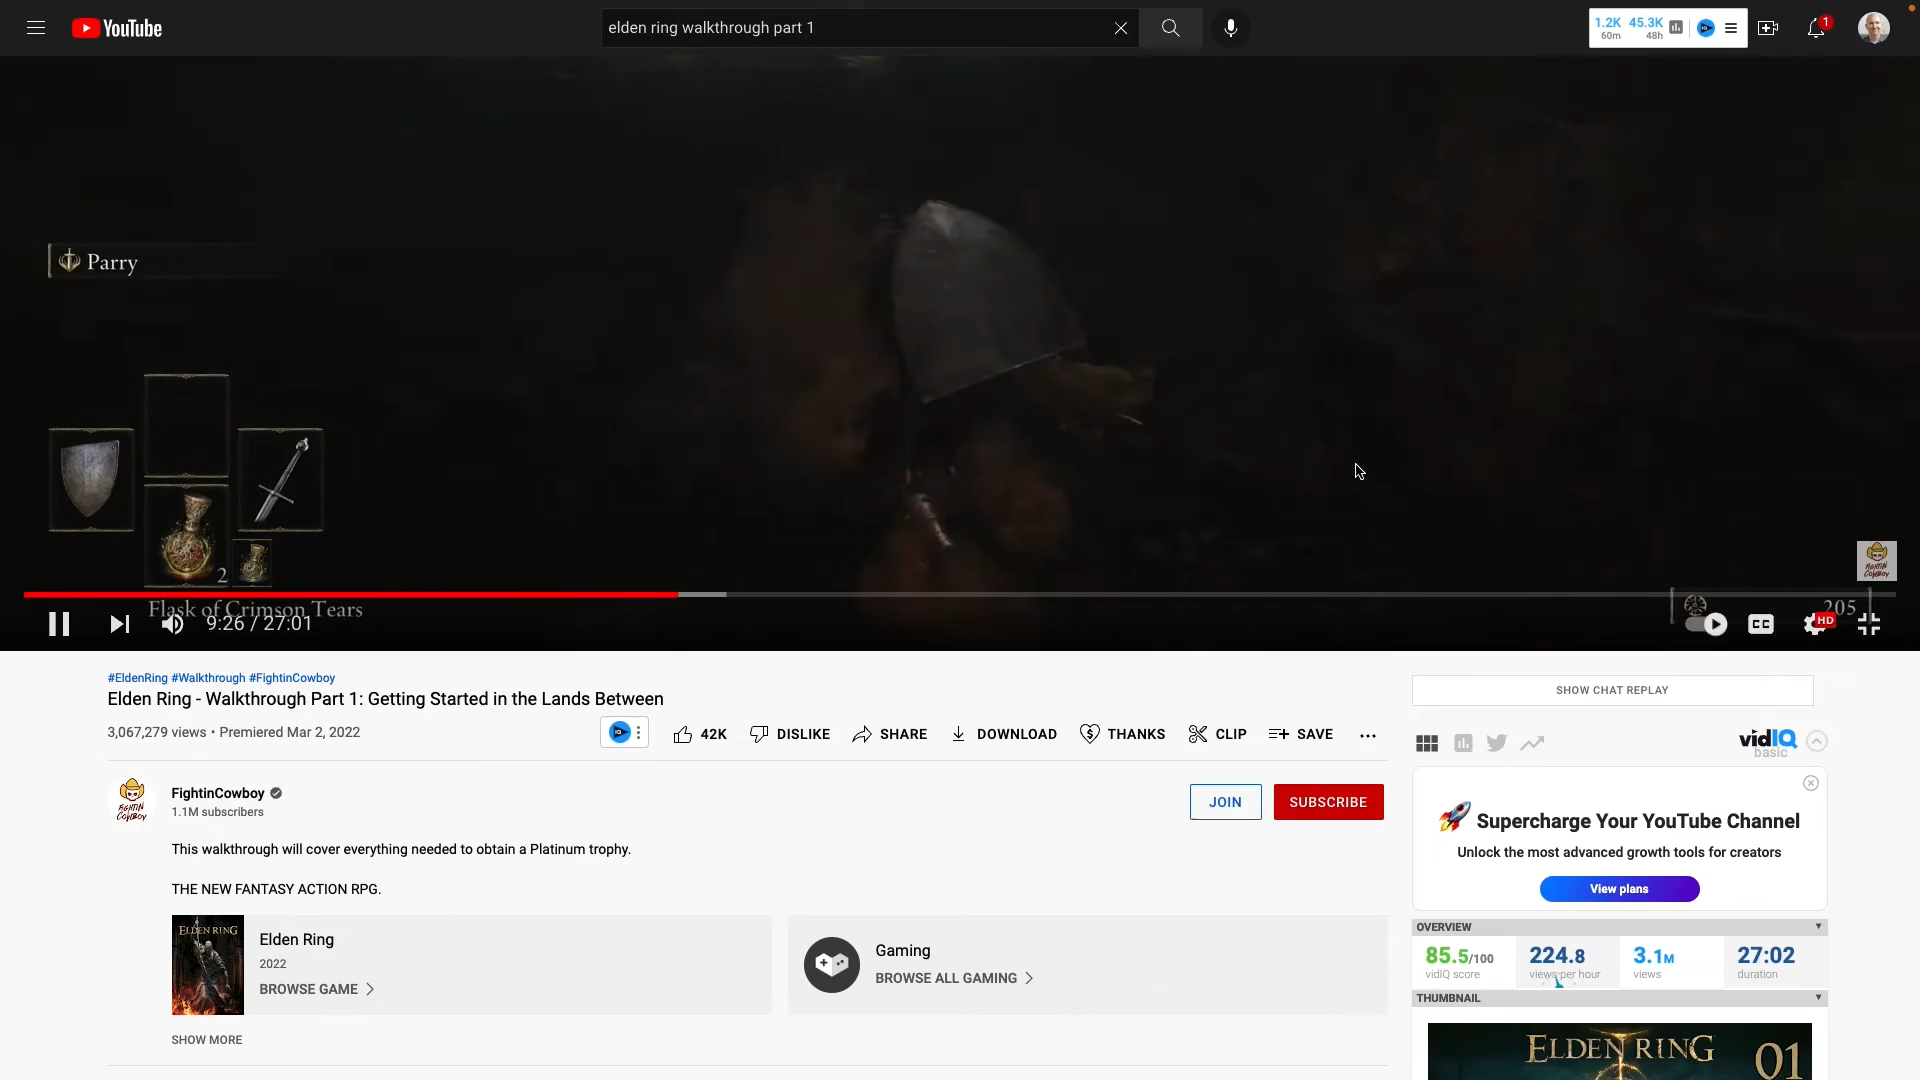 YouTube
elden ring walkthrough part 1
1.2K 45.3K
60m 48h
1
Parry
2
Flask of Crimson Tears
FIGHTIN COWBOY
205
9:26 / 27:01
CC
HD
#EldenRing #Walkthrough #FightinCowboy
Elden Ring - Walkthrough Part 1: Getting Started in the Lands Between
3,067,279 views • Premiered Mar 2, 2022
42K
DISLIKE
SHARE
DOWNLOAD
THANKS
CLIP
SAVE
FIGHTIN COWBOY
FightinCowboy
1.1M subscribers
JOIN
SUBSCRIBE
This walkthrough will cover everything needed to obtain a Platinum trophy.
THE NEW FANTASY ACTION RPG.
ELDEN RING
Elden Ring
2022
BROWSE GAME
Gaming
BROWSE ALL GAMING
SHOW MORE
SHOW CHAT REPLAY
vidIQ
basic
Supercharge Your YouTube Channel
Unlock the most advanced growth tools for creators
View plans
OVERVIEW
85.5/100
vidIQ score
224.8
views per hour
3.1M
views
27:02
duration
THUMBNAIL
ELDEN RING 01